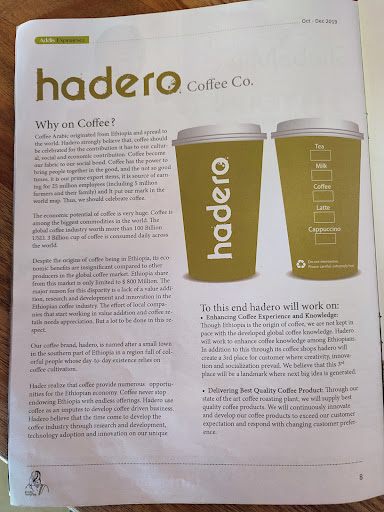 Oct - Dec 2019
Addis Expressions
hadero Coffee Co.
Why on Coffee?
Coffee Arabic originated from Ethiopia and spread to
the world. Hadero strongly believe that, coffee should
be celebrated for the contribution it has to our cultur-
al, social and economic contribution. Coffee become
our fabric to our social bond. Coffee has the power to
bring people together in the good, and the not so good
times, it is our prime export items, it is source of earn-
ing for 25 million employees (including 5 million
farmers and their family) and It put our mark in the
world map. Thus, we should celebrate coffee.
The economic potential of coffee is very huge. Coffee is
among the biggest commodities in the world. The
global coffee industry worth more than 100 Billion
USD. 3 Billion cup of coffee is consumed daily across
the world.
Despite the origins of coffee being in Ethiopia, its eco-
nomic benefits are insignificant compared to other
producers in the global coffee market. Ethiopia share
from this market is only limited to $ 800 Million. The
major reason for this disparity is a lack of a value addi-
tion, research and development and innovation in the
Ethiopian coffee industry. The effort of local compa-
nies that start working in value addition and coffee re-
tails needs appreciation. But a lot to be done in this re-
spect.
Our coffee brand, hadero, is named after a small town
in the southern part of Ethiopia in a region full of col-
orful people whose day-to-day existence relies on
coffee cultivation.
Hader realize that coffee provide numerous opportu-
nities for the Ethiopian economy. Coffee never stop
endowing Ethiopia with endless offerings. Hadero use
coffee as an impetus to develop coffee driven business.
Hadero believe that the time come to develop the
coffee industry through research and development,
technology adoption and innovation on our unique
hadero
Tea
Milk
Coffee
Latte
Cappuccino
To this end hadero will work on:
• Enhancing Coffee Experience and Knowledge:
Though Ethiopia is the origin of coffee, we are not kept in
pace with the developed global coffee knowledge. Hadero
will work to enhance coffee knowledge among Ethiopians.
In addition to this through its coffee shops hadero will
create a 3rd place for customer where creativity, innova-
tion and socialization prevail. We believe that this 3rd
place will be a landmark where next big idea is generated.
• Delivering Best Quality Coffee Product: Through our
state of the art coffee roasting plant, we will supply best
quality coffee products. We will continuously innovate
and develop our coffee products to exceed our customer
expectation and respond with changing customer prefer-
ence.